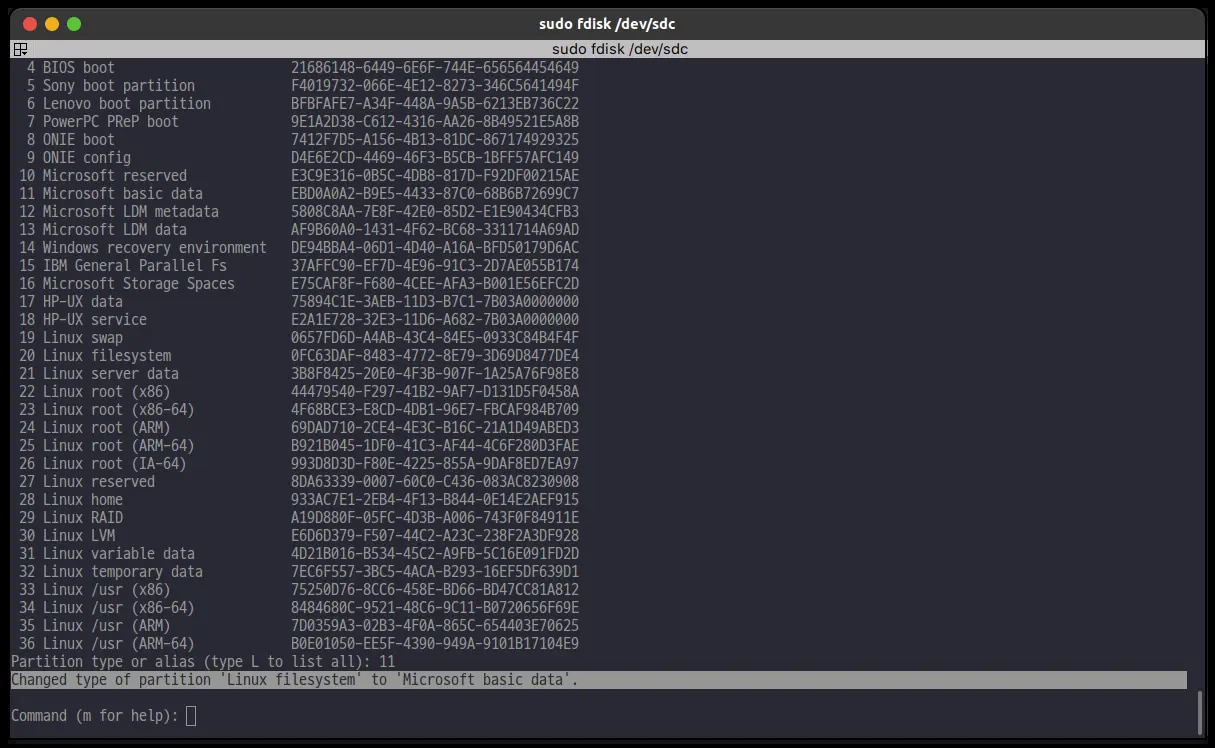 sudo fdisk /dev/sdc
sudo fdisk /dev/sdc
4 BIOS boot 21686148-6449-6E6F-744E-656564454649
5 Sony boot partition F4019732-066E-4E12-8273-346C5641494F
6 Lenovo boot partition BFBFAFE7-A34F-448A-9A5B-6213EB736C22
7 PowerPC PReP boot 9E1A2D38-C612-4316-AA26-8B49521E5A8B
8 ONIE boot 7412F7D5-A156-4B13-81DC-867174929325
9 ONIE config D4E6E2CD-4469-46F3-B5CB-1BFF57AFC149
10 Microsoft reserved E3C9E316-0B5C-4DB8-817D-F92DF00215AE
11 Microsoft basic data EBD0A0A2-B9E5-4433-87C0-68B6B72699C7
12 Microsoft LDM metadata 5808C8AA-7E8F-42E0-85D2-E1E90434CFB3
13 Microsoft LDM data AF9B60A0-1431-4F62-BC68-3311714A69AD
14 Windows recovery environment DE94BBA4-06D1-4D40-A16A-BFD50179D6AC
15 IBM General Parallel Fs 37AFFC90-EF7D-4E96-91C3-2D7AE055B174
16 Microsoft Storage Spaces E75CAF8F-F680-4CEE-AFA3-B001E56EFC2D
17 HP-UX data 75894C1E-3AEB-11D3-B7C1-7B03A0000000
18 HP-UX service E2A1E728-32E3-11D6-A682-7B03A0000000
19 Linux swap 0657FD6D-A4AB-43C4-84E5-0933C84B4F4F
20 Linux filesystem 0FC63DAF-8483-4772-8E79-3D69D8477DE4
21 Linux server data 3B8F8425-20E0-4F3B-907F-1A25A76F98E8
22 Linux root (x86) 44479540-F297-41B2-9AF7-D131D5F0458A
23 Linux root (x86-64) 4F68BCE3-E8CD-4DB1-96E7-FBCAF984B709
24 Linux root (ARM) 69DAD710-2CE4-4E3C-B16C-21A1D49ABED3
25 Linux root (ARM-64) B921B045-1DF0-41C3-AF44-4C6F280D3FAE
26 Linux root (IA-64) 993D8D3D-F80E-4225-855A-9DAF8ED7EA97
27 Linux reserved 8DA63339-0007-60C0-C436-083AC8230908
28 Linux home 933AC7E1-2EB4-4F13-B844-0E14E2AEF915
29 Linux RAID A19D880F-05FC-4D3B-A006-743F0F84911E
30 Linux LVM E6D6D379-F507-44C2-A23C-238F2A3DF928
31 Linux variable data 4D21B016-B534-45C2-A9FB-5C16E091FD2D
32 Linux temporary data 7EC6F557-3BC5-4ACA-B293-16EF5DF639D1
33 Linux /usr (x86) 75250D76-8CC6-458E-BD66-BD47CC81A812
34 Linux /usr (x86-64) 8484680C-9521-48C6-9C11-B0720656F69E
35 Linux /usr (ARM) 7D0359A3-02B3-4F0A-865C-654403E70625
36 Linux /usr (ARM-64) B0E01050-EE5F-4390-949A-9101B17104E9
Partition type or alias (type L to list all): 11
Changed type of partition 'Linux filesystem' to 'Microsoft basic data'.
Command (m for help):